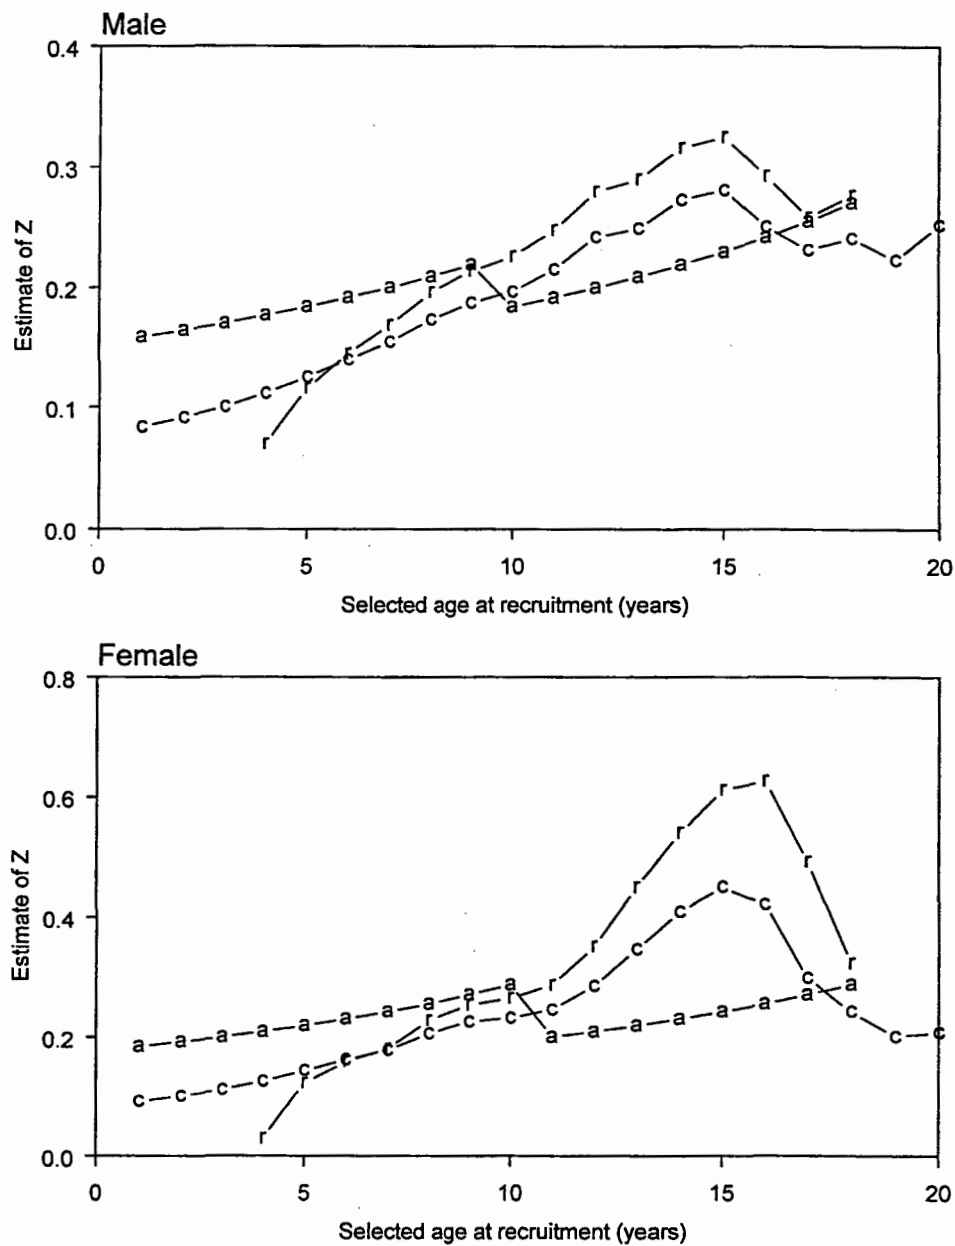 Male
0.4
0.3
0.2
0.1
0.0
Estimate of Z
r r r r r r r r r r r r r r r
c c c c c c c c c c c c c c c c c c c c
a a a a a a a a a a a a a a a a a a
0 5 10 15 20
Selected age at recruitment (years)
Female
0.8
0.6
0.4
0.2
0.0
Estimate of Z
r r r r r r r r r r r r r r r
c c c c c c c c c c c c c c c c c c c c
a a a a a a a a a a a a a a a a a a
0 5 10 15 20
Selected age at recruitment (years)